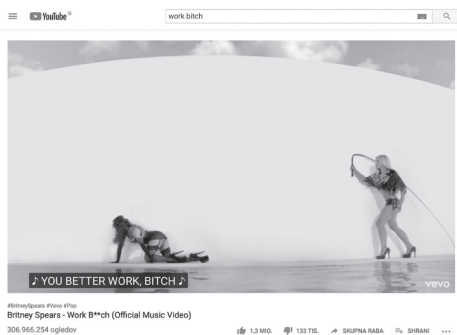 YouTube
work bitch
♪ YOU BETTER WORK, BITCH ♪
vevo
#BritneySpears #Vevo #Pop
Britney Spears - Work B**ch (Official Music Video)
306.966.254 ogledov
1,3 MIO. 133 TIS. SKUPNA RABA SHRANI